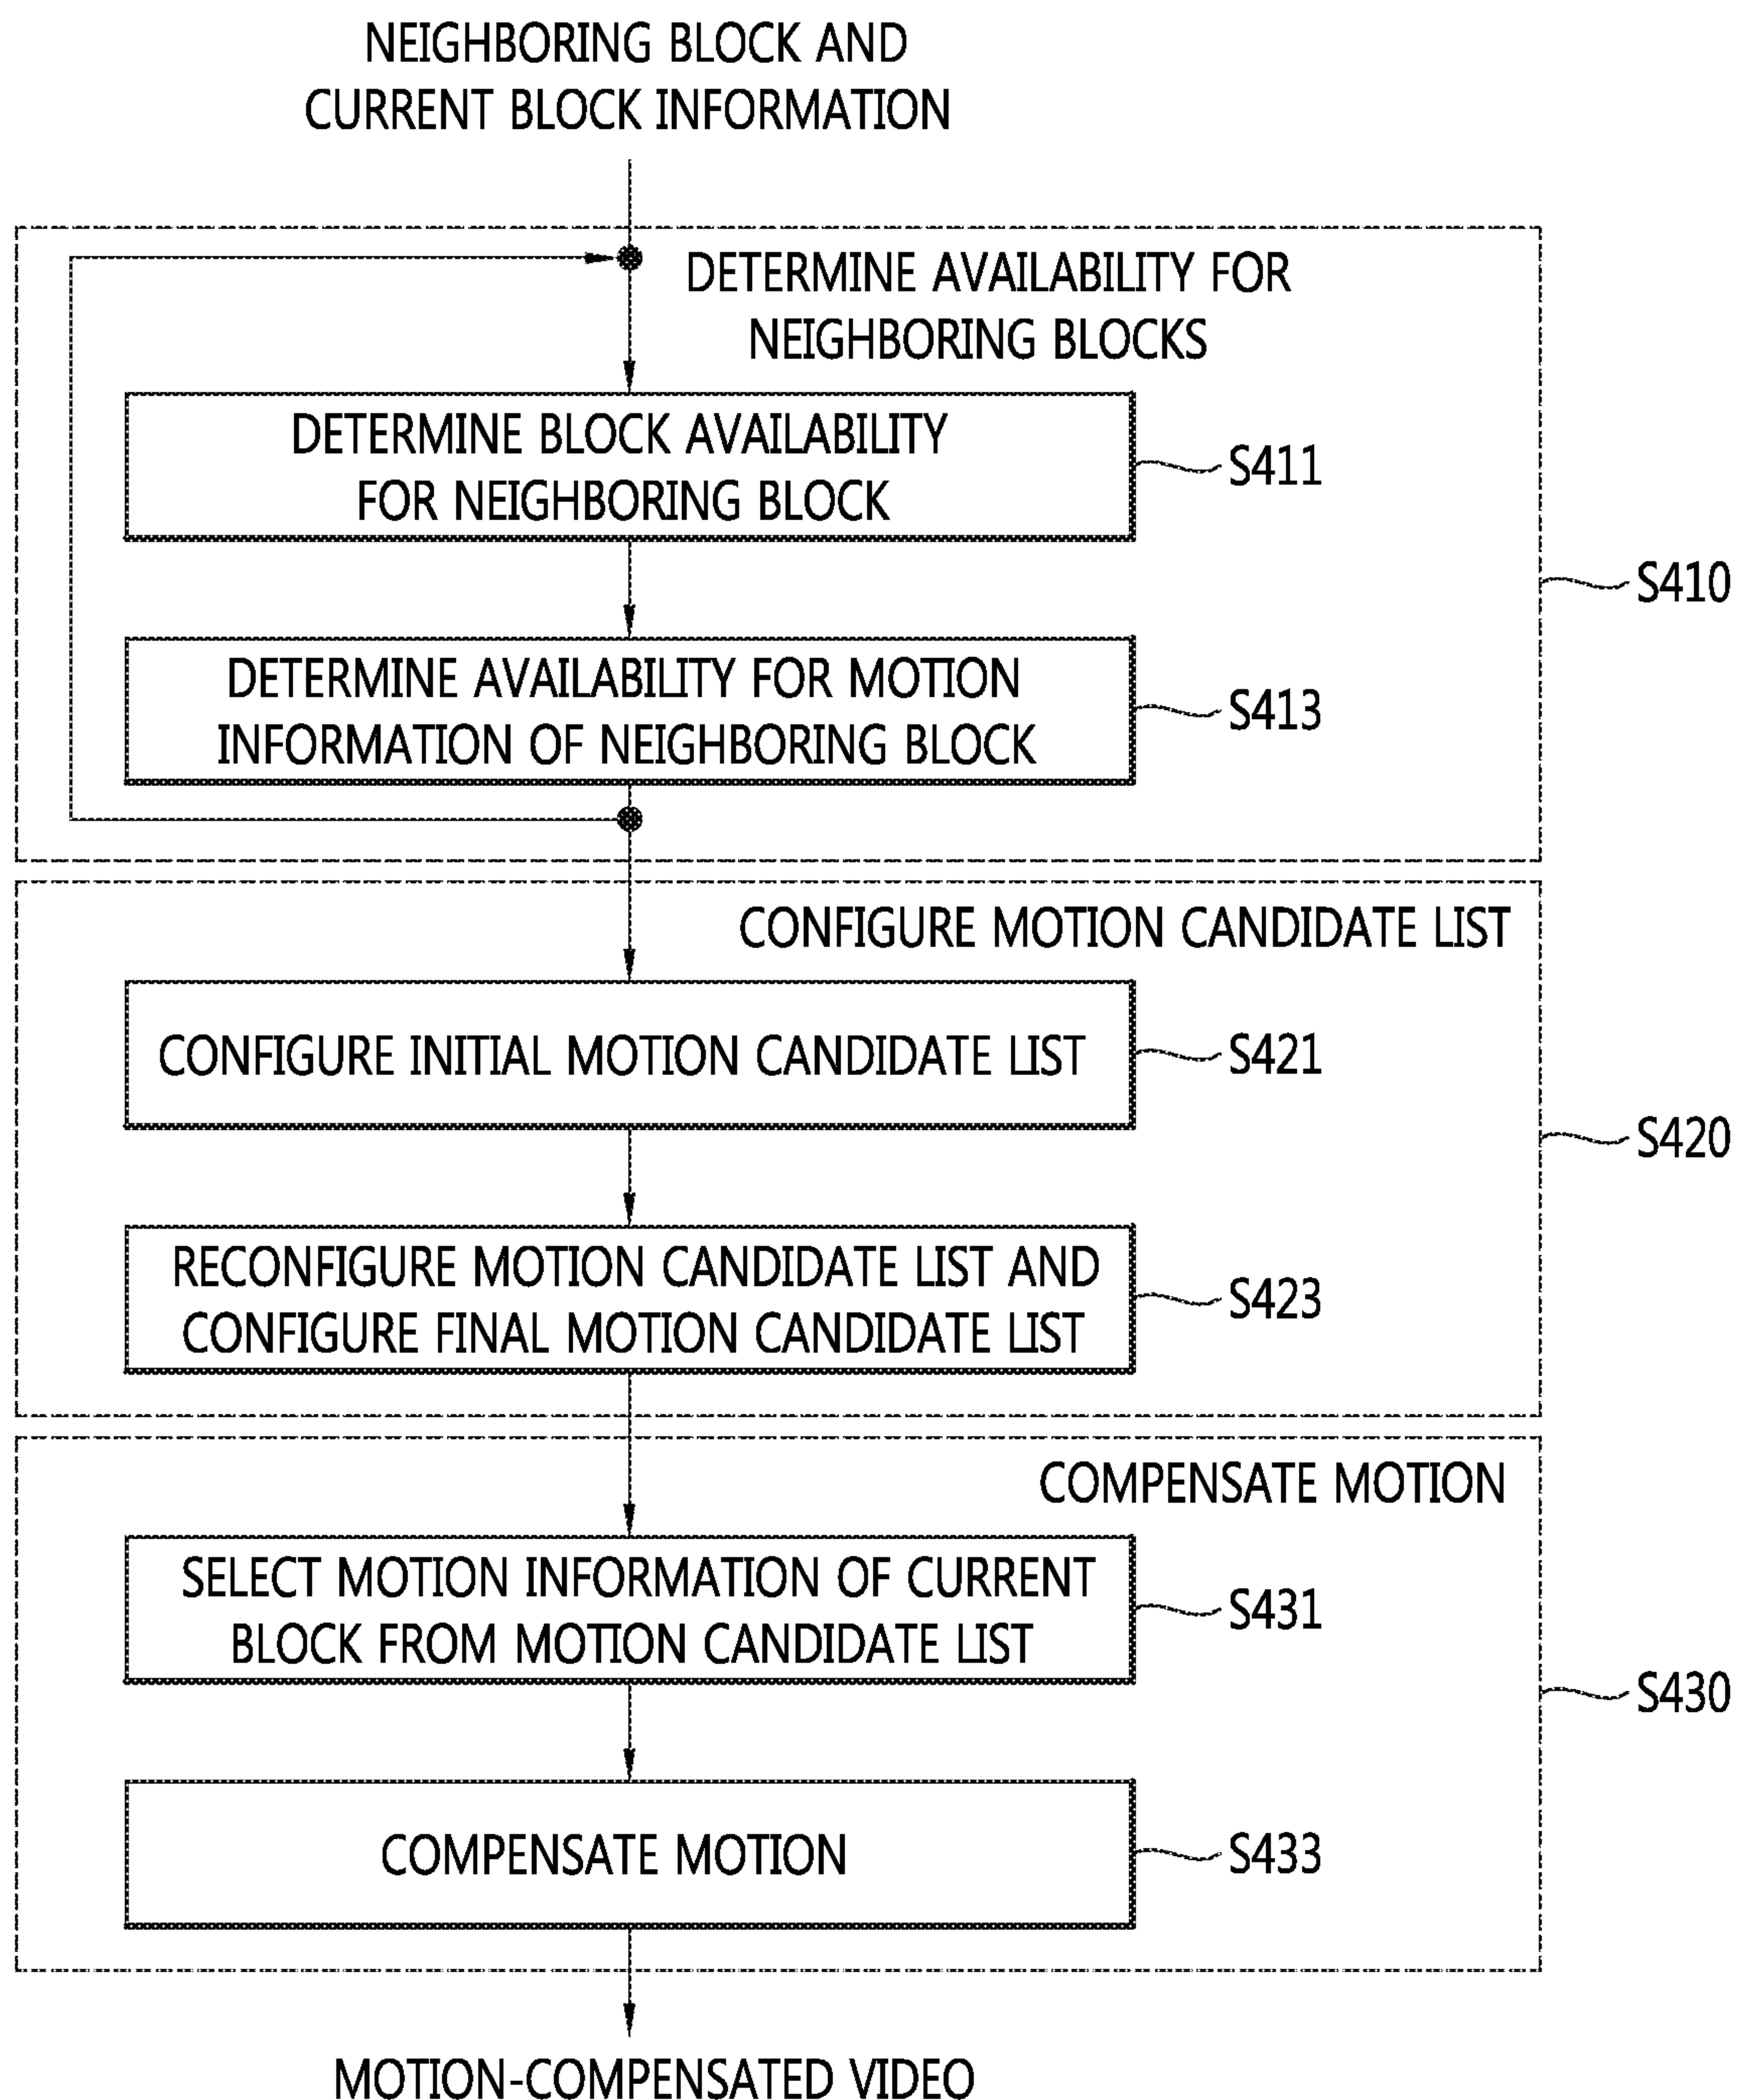 NEIGHBORING BLOCK AND
CURRENT BLOCK INFORMATION
DETERMINE AVAILABILITY FOR
NEIGHBORING BLOCKS
DETERMINE BLOCK AVAILABILITY
FOR NEIGHBORING BLOCK
S411
S410
DETERMINE AVAILABILITY FOR MOTION
INFORMATION OF NEIGHBORING BLOCK
S413
CONFIGURE MOTION CANDIDATE LIST
CONFIGURE INITIAL MOTION CANDIDATE LIST
S421
S420
RECONFIGURE MOTION CANDIDATE LIST AND
CONFIGURE FINAL MOTION CANDIDATE LIST
S423
COMPENSATE MOTION
SELECT MOTION INFORMATION OF CURRENT
BLOCK FROM MOTION CANDIDATE LIST
S431
S430
COMPENSATE MOTION
S433
MOTION-COMPENSATED VIDEO